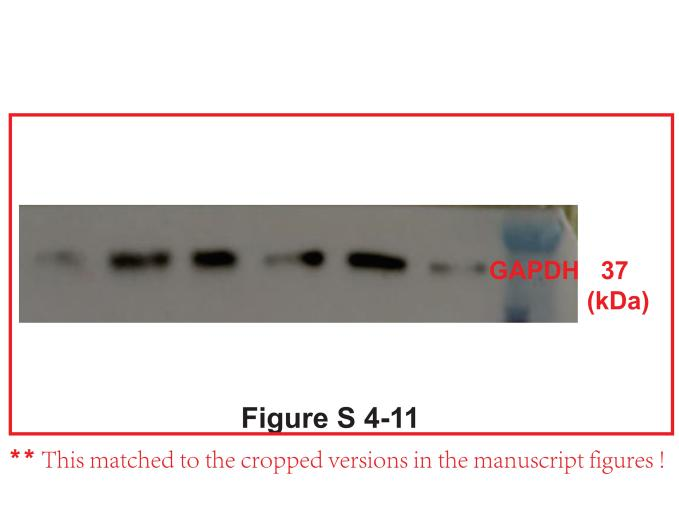 GAPDH 37
(kDa)
Figure S 4-11
** This matched to the cropped versions in the manuscript figures !